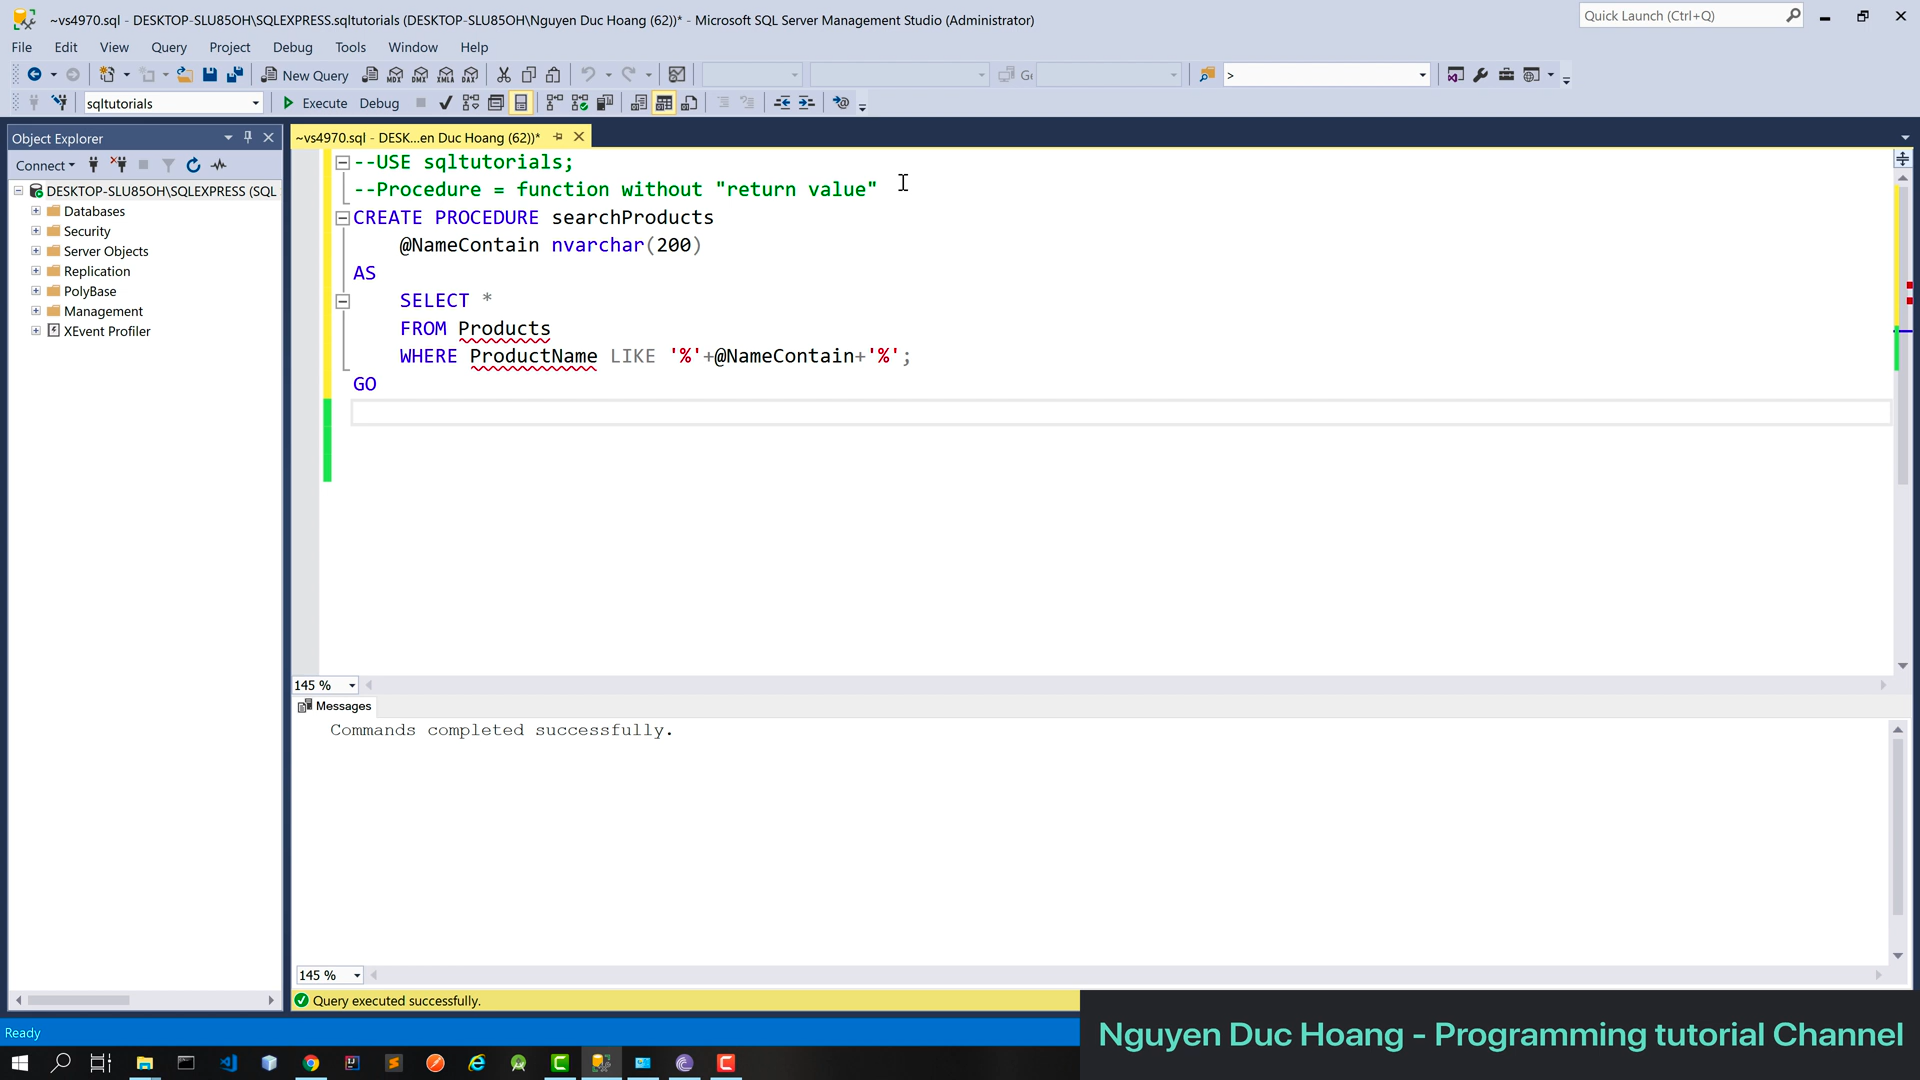 ~vs4970.sql - DESKTOP-SLU85OH\SQLEXPRESS.sqltutorials (DESKTOP-SLU85OH\Nguyen Duc Hoang (62))* - Microsoft SQL Server Management Studio (Administrator)
Quick Launch (Ctrl+Q)
File Edit View Query Project Debug Tools Window Help
New Query MDX DMX XMLA DAX >
sqltutorials Execute Debug
Object Explorer
~vs4970.sql - DESK...en Duc Hoang (62))*
Connect
DESKTOP-SLU85OH\SQLEXPRESS (SQL
Databases
Security
Server Objects
Replication
PolyBase
Management
XEvent Profiler
--USE sqltutorials;
--Procedure = function without "return value"
CREATE PROCEDURE searchProducts
@NameContain nvarchar(200)
AS
SELECT *
FROM Products
WHERE ProductName LIKE '%'+@NameContain+'%';
GO
145 %
Messages
Commands completed successfully.
145 %
Query executed successfully.
Ready
Nguyen Duc Hoang - Programming tutorial Channel